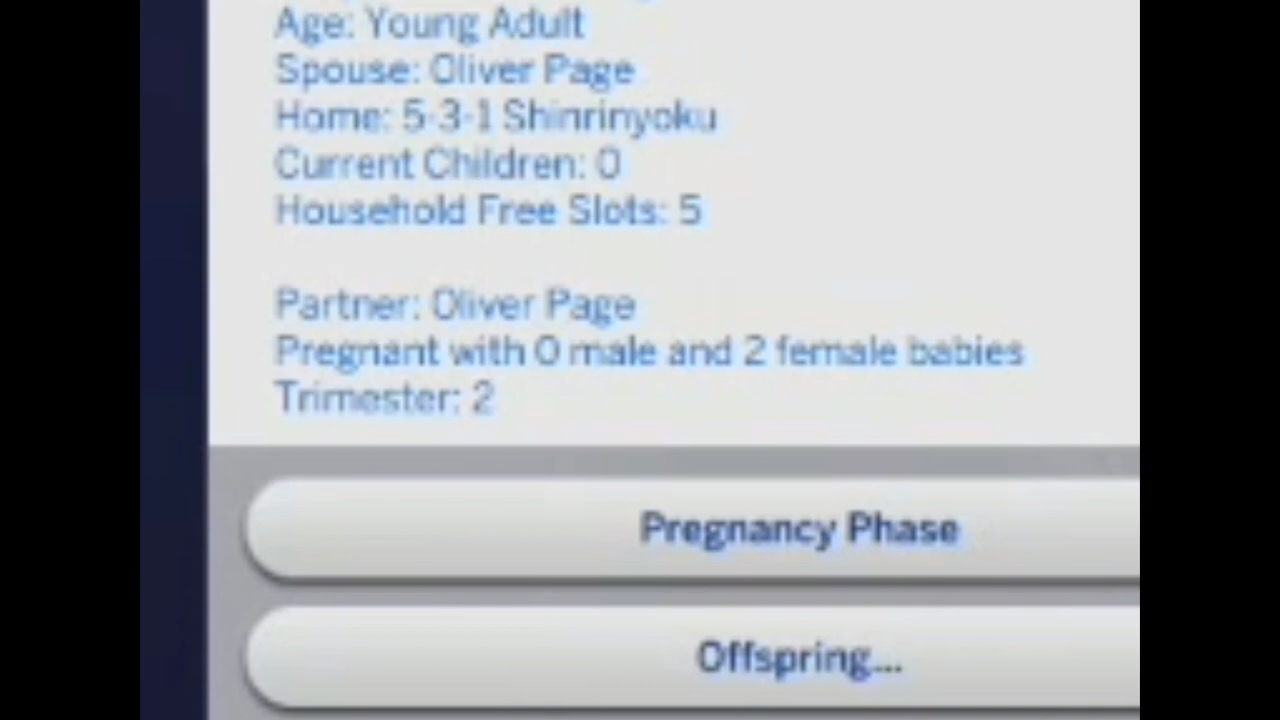 Age: Young Adult
Spouse: Oliver Page
Home: 5-3-1 Shinrinyoku
Current Children: 0
Household Free Slots: 5
Partner: Oliver Page
Pregnant with 0 male and 2 female babies
Trimester: 2
Pregnancy Phase
Offspring...